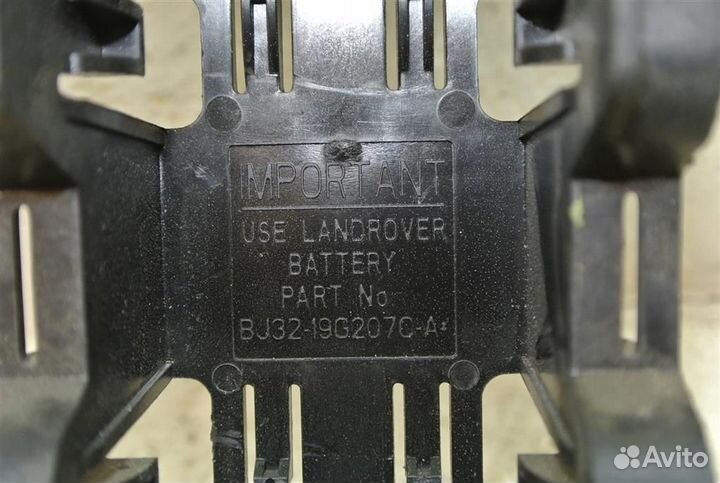 IMPORTANT
USE LANDROVER
BATTERY
PART No
BJ32-19G207C-A*
Avito